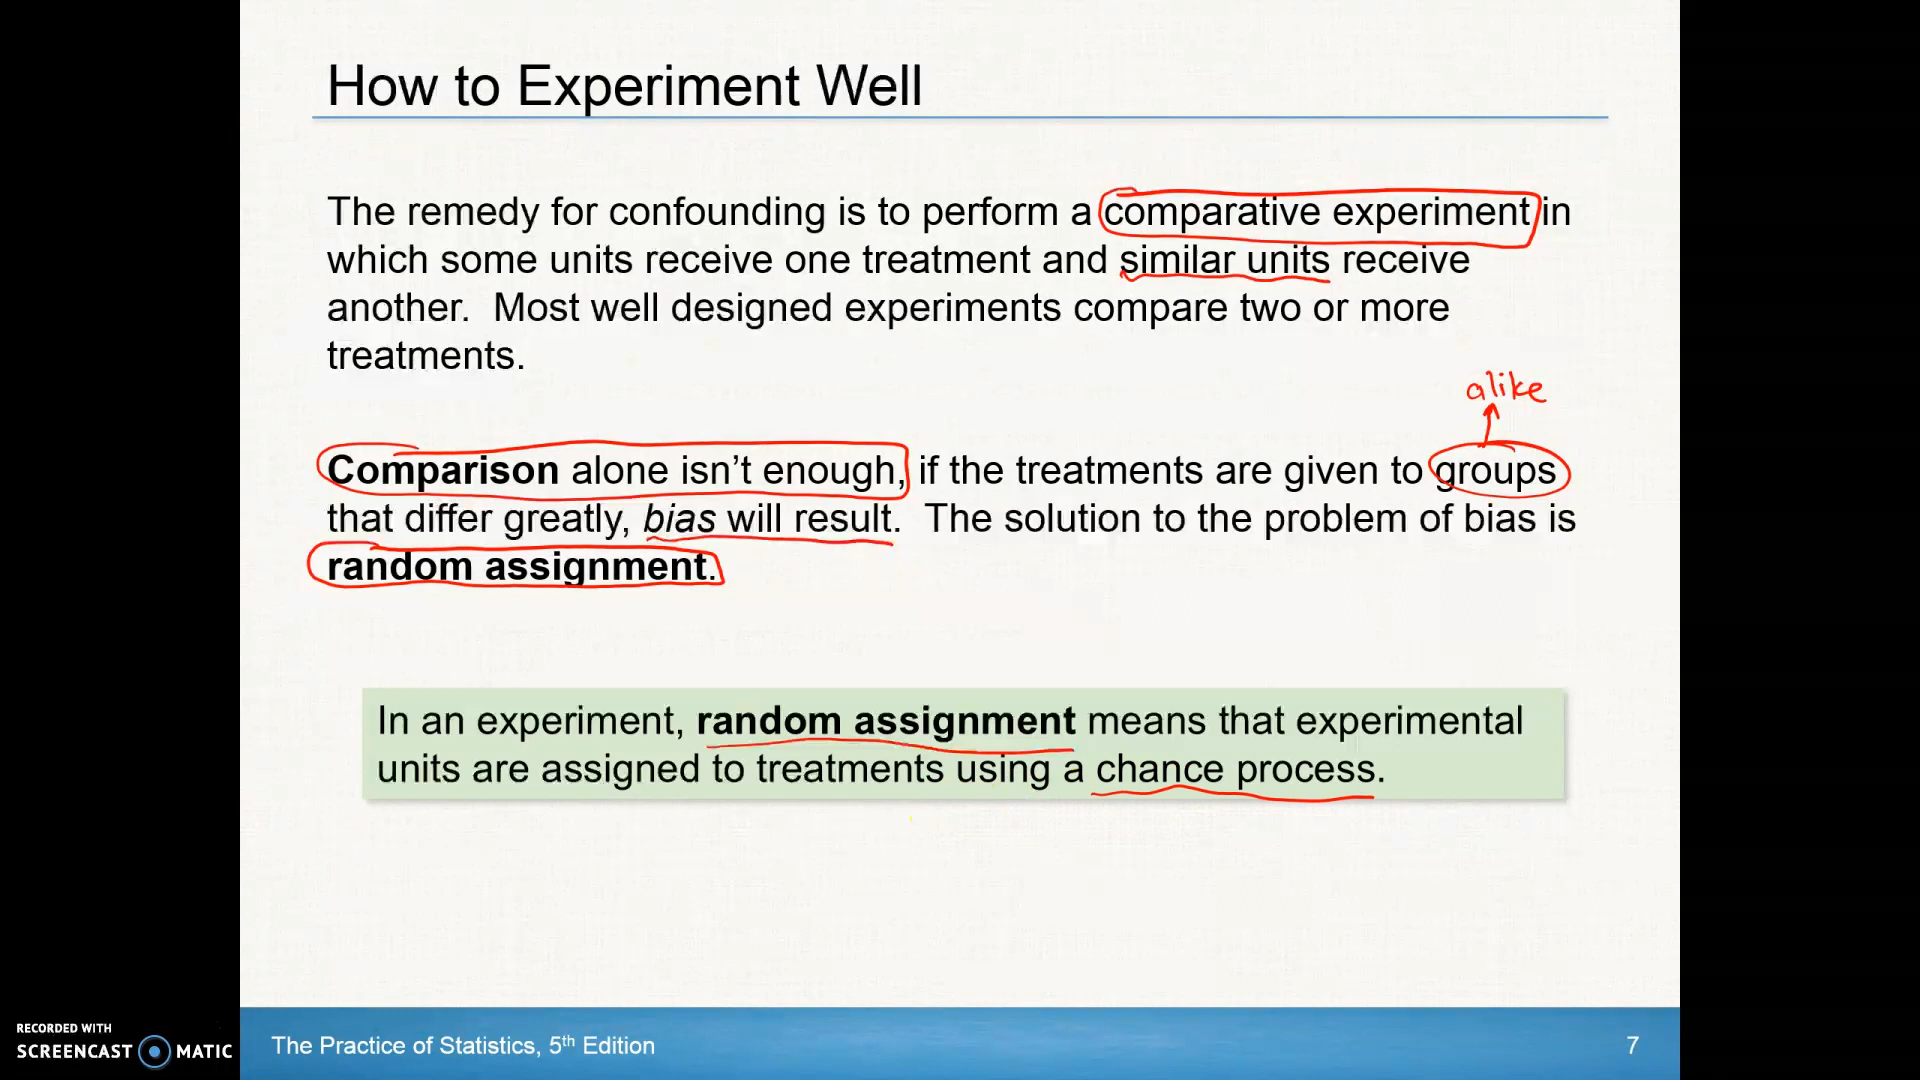 How to Experiment Well
The remedy for confounding is to perform a comparative experiment in
which some units receive one treatment and similar units receive
another. Most well designed experiments compare two or more
treatments.
alike
Comparison alone isn’t enough, if the treatments are given to groups
that differ greatly, bias will result. The solution to the problem of bias is
random assignment.
In an experiment, random assignment means that experimental
units are assigned to treatments using a chance process.
RECORDED WITH
SCREENCAST MATIC
The Practice of Statistics, 5th Edition
7